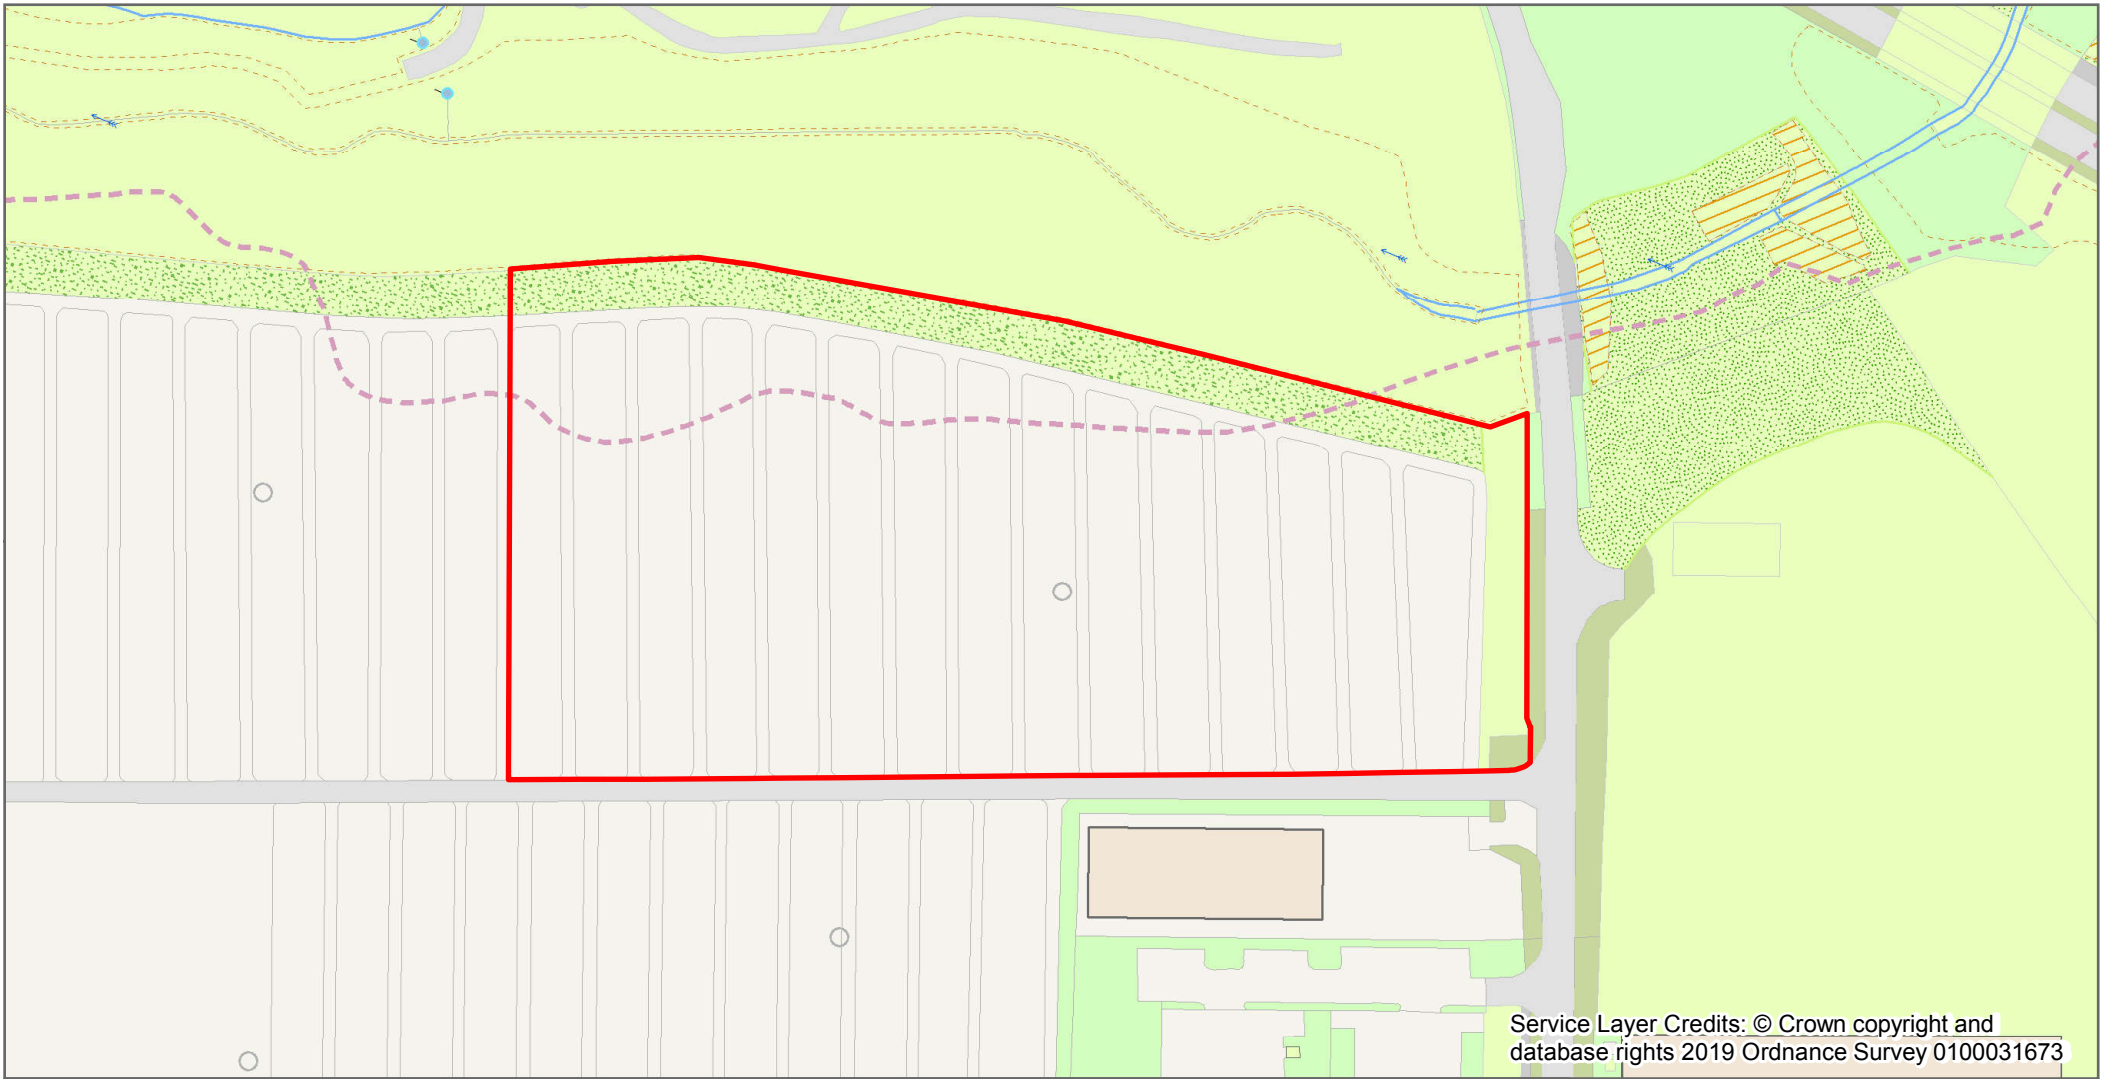 Service Layer Credits: © Crown copyright and
database rights 2019 Ordnance Survey 0100031673